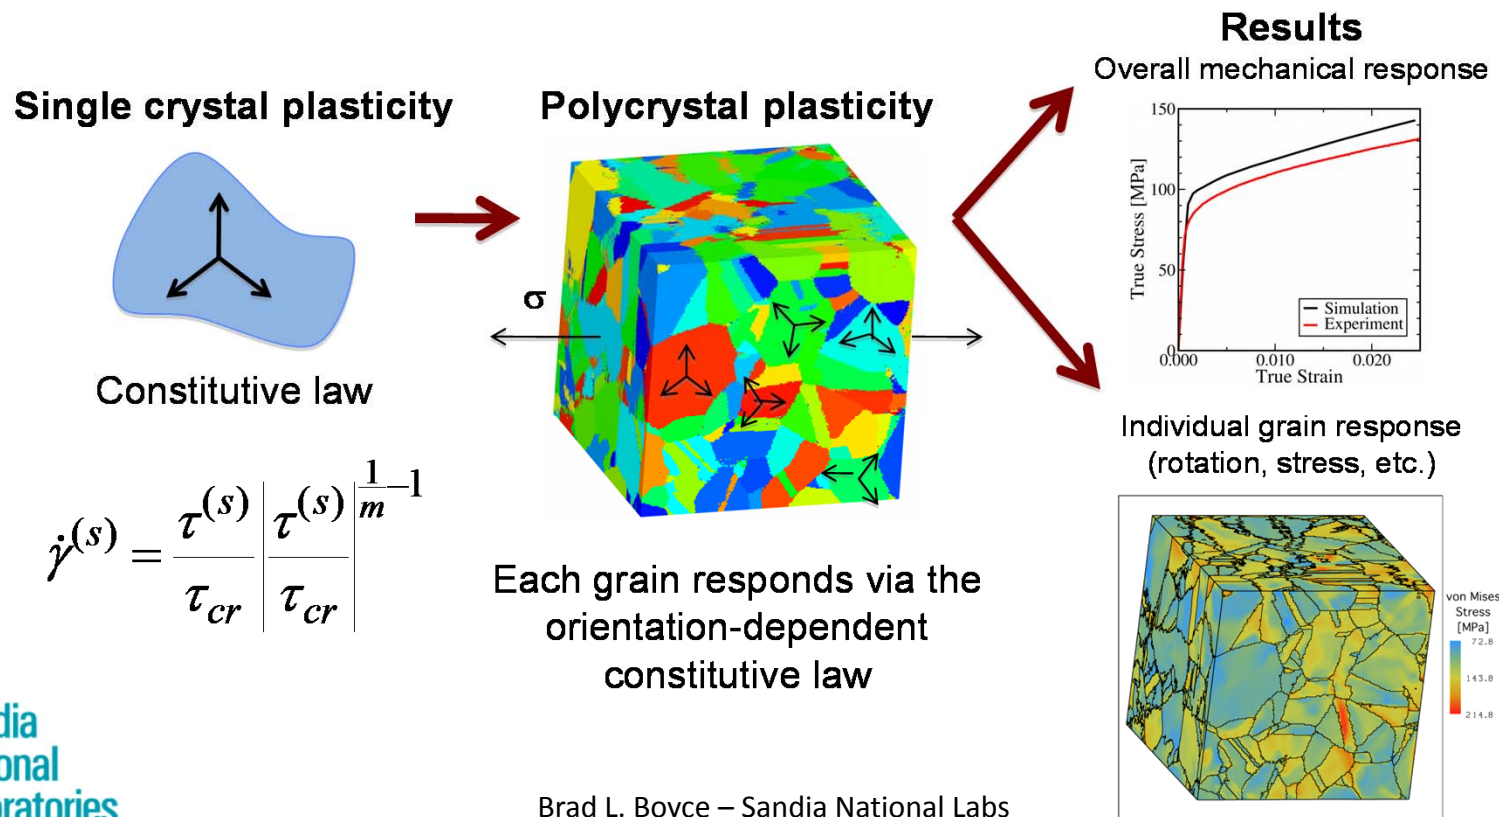 Single crystal plasticity
Constitutive law
γ̇^(s) = τ^(s)/τ_cr |τ^(s)/τ_cr|^(1/m −1)
Polycrystal plasticity
σ
Each grain responds via the
orientation-dependent
constitutive law
Results
Overall mechanical response
True Stress [MPa]
150
100
50
0
Simulation
Experiment
0.000 0.010 0.020
True Strain
Individual grain response
(rotation, stress, etc.)
von Mises
Stress
[MPa]
72.8
143.8
214.8
dia
onal
oratories
Brad L. Boyce – Sandia National Labs